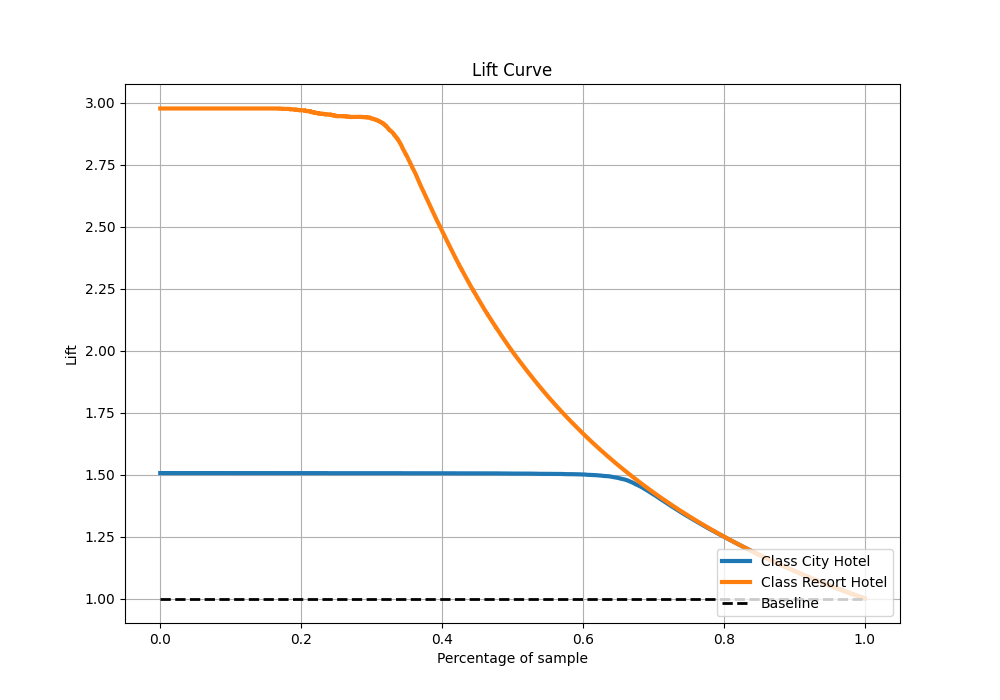 Lift Curve
3.00
2.75
2.50
2.25
2.00
1.75
1.50
1.25
1.00
Lift
Class City Hotel
Class Resort Hotel
Baseline
0.0 0.2 0.4 0.6 0.8 1.0
Percentage of sample